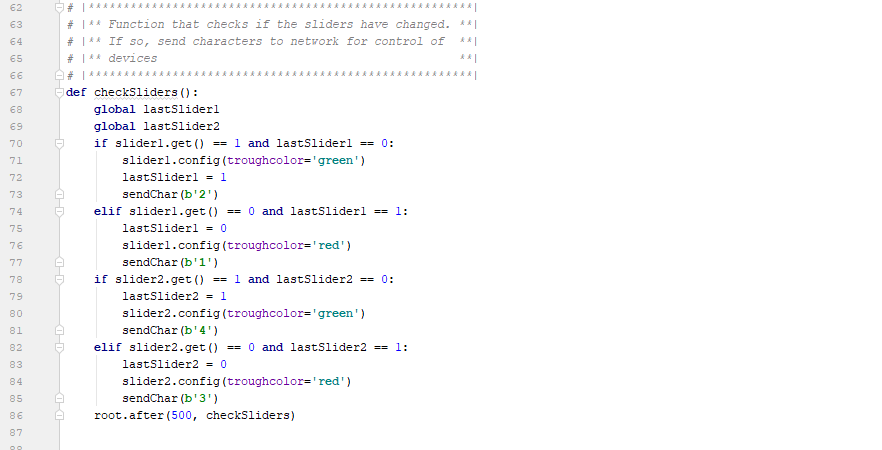 62 # |*******************************************************|
63 # |** Function that checks if the sliders have changed. **|
64 # |** If so, send characters to network for control of  **|
65 # |** devices                                           **|
66 # |*******************************************************|
67 def checkSliders():
68     global lastSlider1
69     global lastSlider2
70     if slider1.get() == 1 and lastSlider1 == 0:
71         slider1.config(troughcolor='green')
72         lastSlider1 = 1
73         sendChar(b'2')
74     elif slider1.get() == 0 and lastSlider1 == 1:
75         lastSlider1 = 0
76         slider1.config(troughcolor='red')
77         sendChar(b'1')
78     if slider2.get() == 1 and lastSlider2 == 0:
79         lastSlider2 = 1
80         slider2.config(troughcolor='green')
81         sendChar(b'4')
82     elif slider2.get() == 0 and lastSlider2 == 1:
83         lastSlider2 = 0
84         slider2.config(troughcolor='red')
85         sendChar(b'3')
86     root.after(500, checkSliders)
87
88